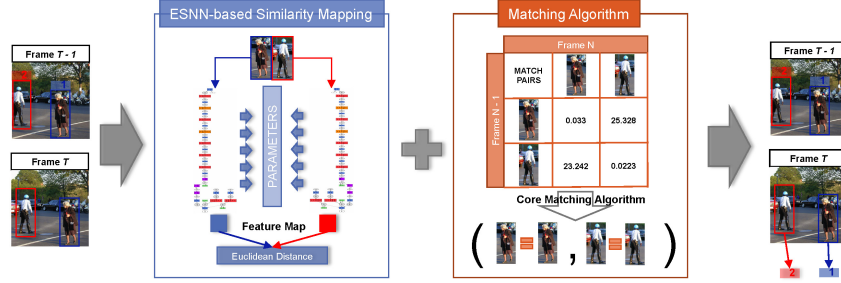 ESNN-based Similarity Mapping
Matching Algorithm
Frame T - 1
Frame T
PARAMETERS
Feature Map
Euclidean Distance
Frame N
Frame N - 1
MATCH
PAIRS
0.033 25.328
23.242 0.0223
Core Matching Algorithm
( = , = )
Frame T - 1
1
Frame T
2 1